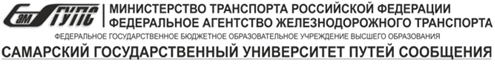 СамГУПС
МИНИСТЕРСТВО ТРАНСПОРТА РОССИЙСКОЙ ФЕДЕРАЦИИ
ФЕДЕРАЛЬНОЕ АГЕНТСТВО ЖЕЛЕЗНОДОРОЖНОГО ТРАНСПОРТА
ФЕДЕРАЛЬНОЕ ГОСУДАРСТВЕННОЕ БЮДЖЕТНОЕ ОБРАЗОВАТЕЛЬНОЕ УЧРЕЖДЕНИЕ ВЫСШЕГО ОБРАЗОВАНИЯ
САМАРСКИЙ ГОСУДАРСТВЕННЫЙ УНИВЕРСИТЕТ ПУТЕЙ СООБЩЕНИЯ